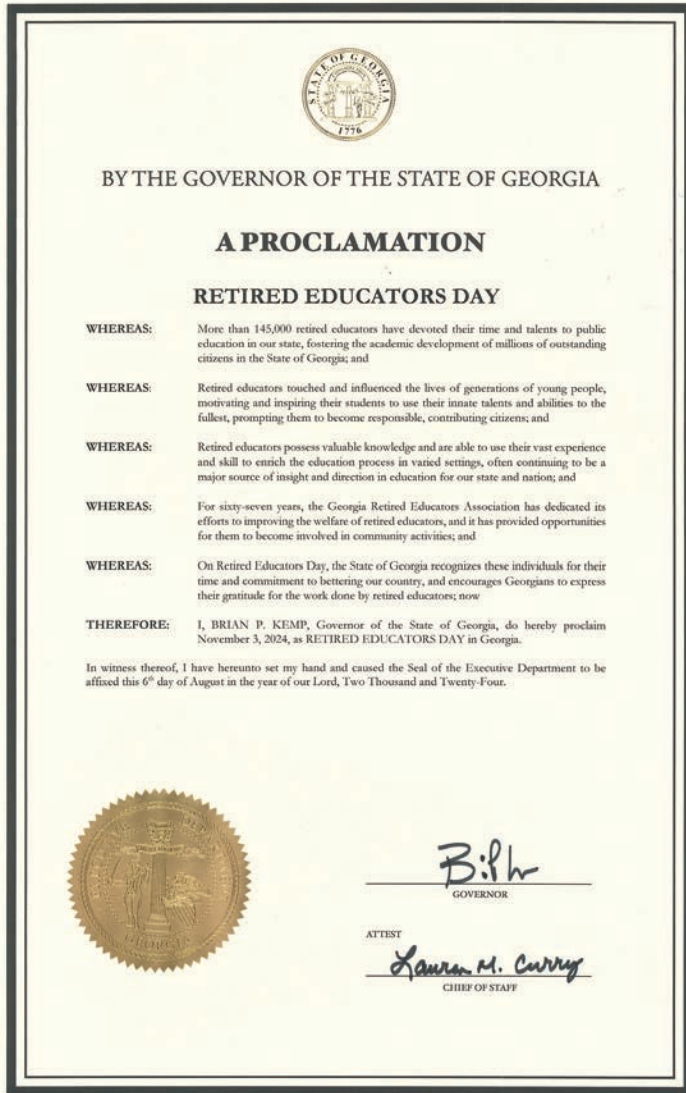 STATE OF GEORGIA
1776
BY THE GOVERNOR OF THE STATE OF GEORGIA
A PROCLAMATION
RETIRED EDUCATORS DAY
WHEREAS: More than 145,000 retired educators have devoted their time and talents to public
education in our state, fostering the academic development of millions of outstanding
citizens in the State of Georgia; and
WHEREAS: Retired educators touched and influenced the lives of generations of young people,
motivating and inspiring their students to use their innate talents and abilities to the
fullest, prompting them to become responsible, contributing citizens; and
WHEREAS: Retired educators possess valuable knowledge and are able to use their vast experience
and skill to enrich the education process in varied settings, often continuing to be a
major source of insight and direction in education for our state and nation; and
WHEREAS: For sixty-seven years, the Georgia Retired Educators Association has dedicated its
efforts to improving the welfare of retired educators, and it has provided opportunities
for them to become involved in community activities; and
WHEREAS: On Retired Educators Day, the State of Georgia recognizes these individuals for their
time and commitment to bettering our country, and encourages Georgians to express
their gratitude for the work done by retired educators; now
THEREFORE: I, BRIAN P. KEMP, Governor of the State of Georgia, do hereby proclaim
November 3, 2024, as RETIRED EDUCATORS DAY in Georgia.
In witness thereof, I have hereunto set my hand and caused the Seal of the Executive Department to be
affixed this 6th day of August in the year of our Lord, Two Thousand and Twenty-Four.
GEORGIA
GOVERNOR
ATTEST
Lauren M. Curry
CHIEF OF STAFF